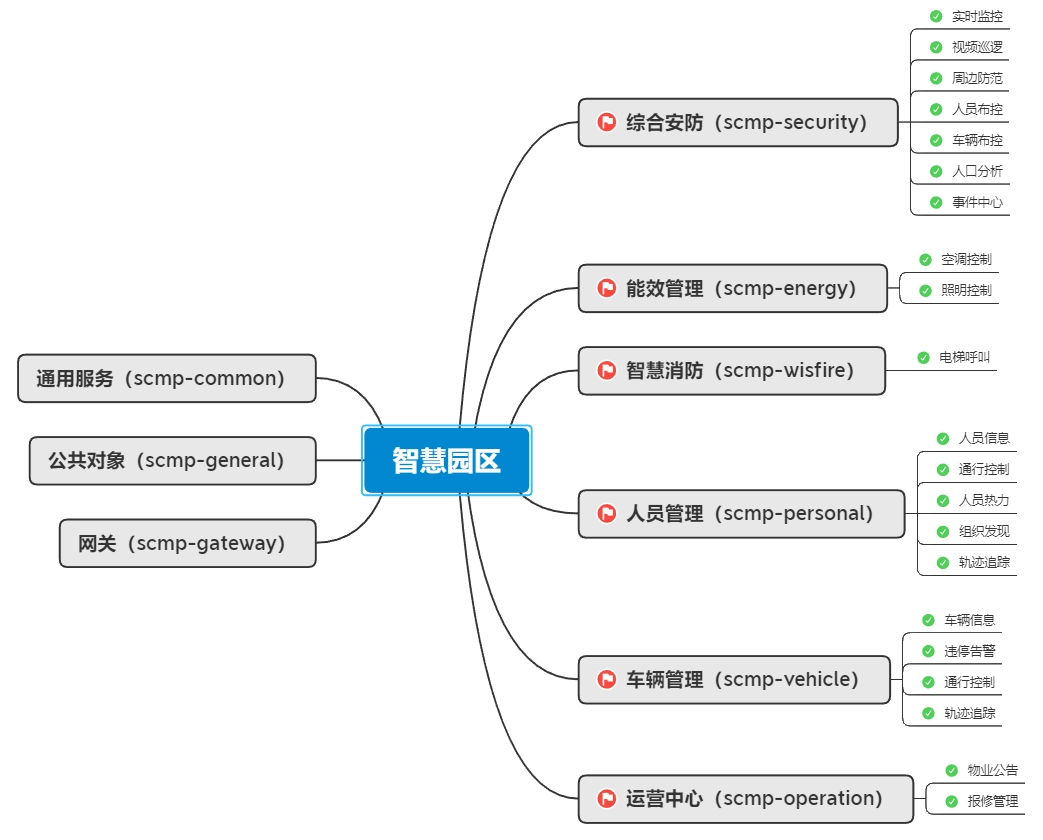 智慧园区
综合安防（scmp-security）
实时监控
视频巡逻
周边防范
人员布控
车辆布控
人口分析
事件中心
能效管理（scmp-energy）
空调控制
照明控制
智慧消防（scmp-wisfire）
电梯呼叫
人员管理（scmp-personal）
人员信息
通行控制
人员热力
组织发现
轨迹追踪
车辆管理（scmp-vehicle）
车辆信息
违停告警
通行控制
轨迹追踪
运营中心（scmp-operation）
物业公告
报修管理
通用服务（scmp-common）
公共对象（scmp-general）
网关（scmp-gateway）